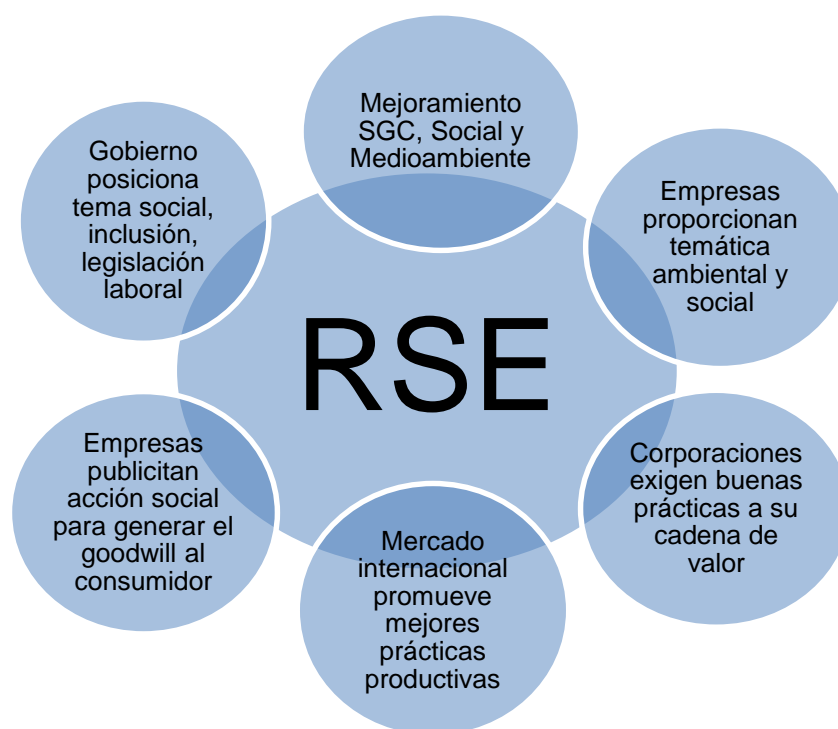 Mejoramiento
SGC, Social y
Medioambiente
Empresas
proporcionan
temática
ambiental y
social
Corporaciones
exigen buenas
prácticas a su
cadena de
valor
Mercado
internacional
promueve
mejores
prácticas
productivas
Empresas
publicitan
acción social
para generar el
goodwill al
consumidor
Gobierno
posiciona
tema social,
inclusión,
legislación
laboral
RSE